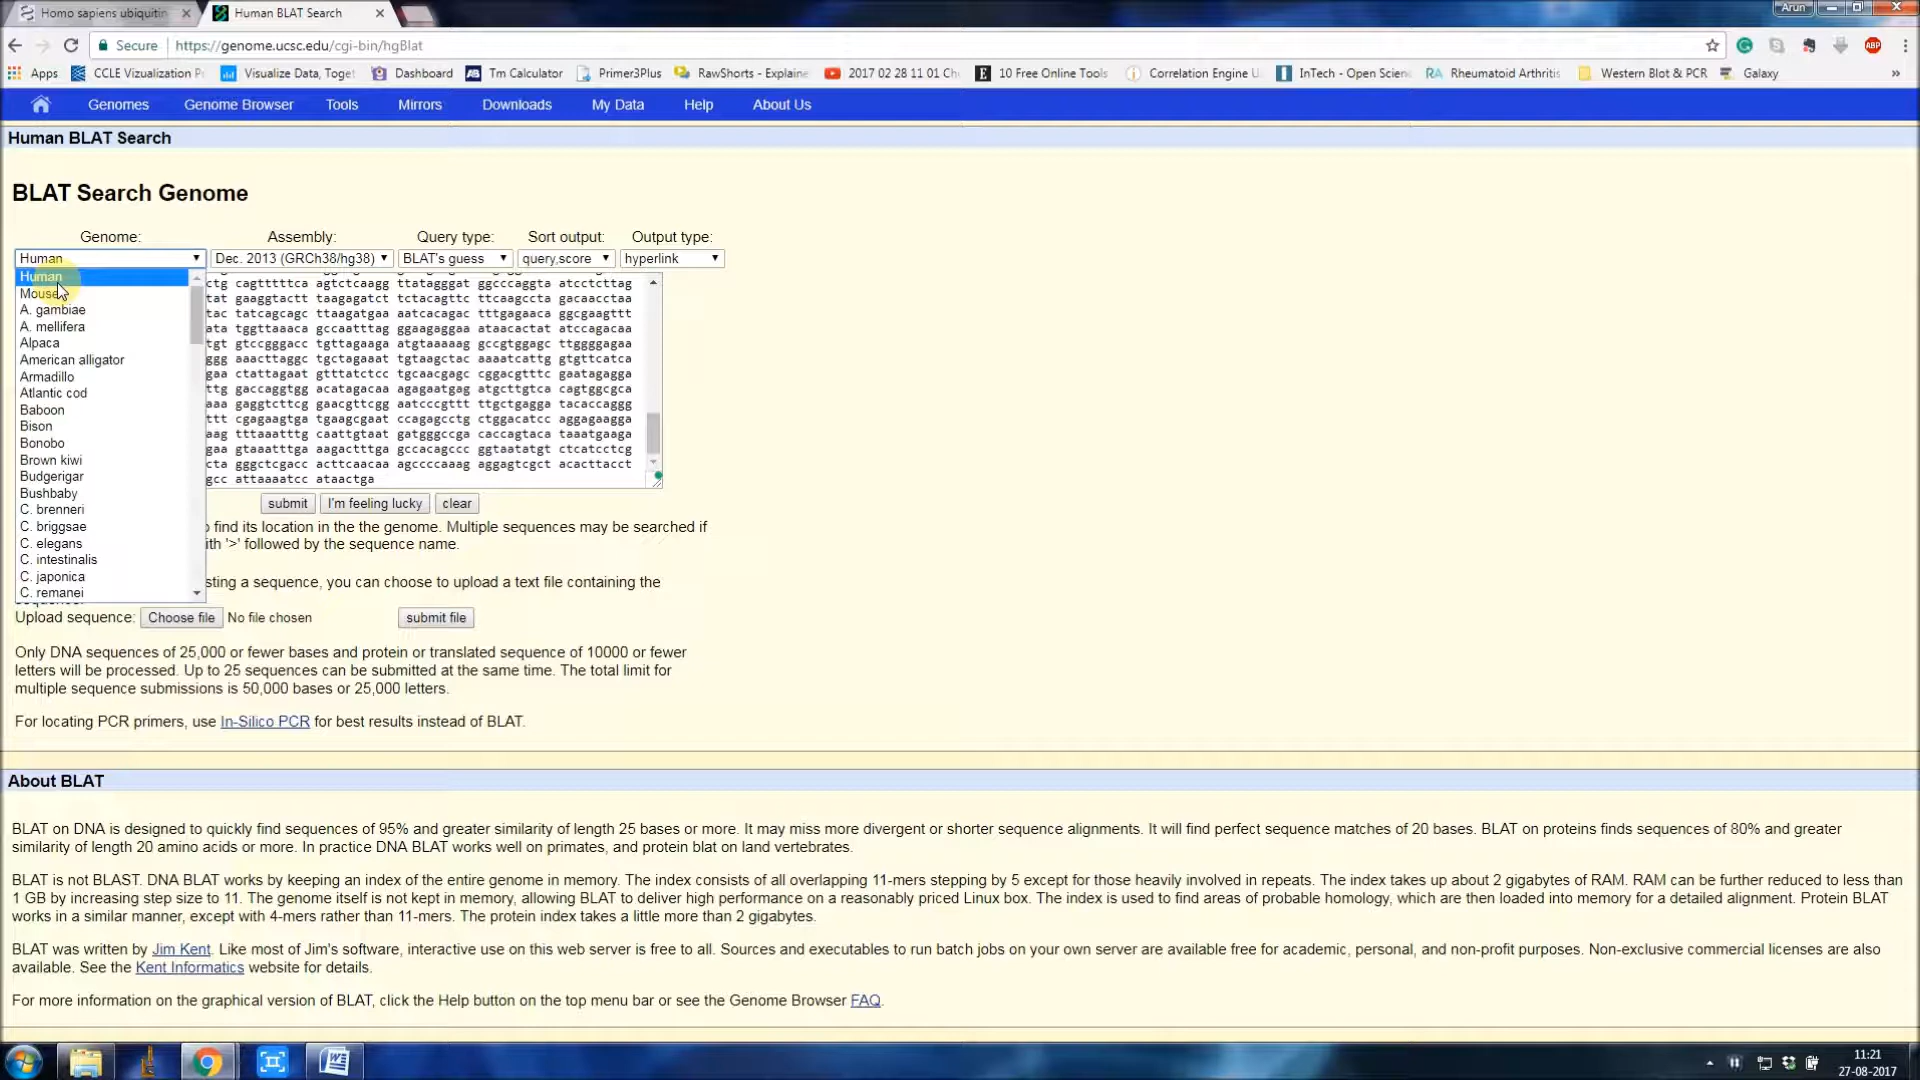 Homo sapiens ubiquitin
Human BLAT Search
Arun
Secure
https://genome.ucsc.edu/cgi-bin/hgBlat
Apps
CCLE Vizualization P
Visualize Data, Toget
Dashboard
Tm Calculator
Primer3Plus
RawShorts - Explaine
2017 02 28 11 01 Ch
10 Free Online Tools
Correlation Engine U
InTech - Open Scienc
Rheumatoid Arthritis
Western Blot & PCR
Galaxy
»
Genomes
Genome Browser
Tools
Mirrors
Downloads
My Data
Help
About Us
Human BLAT Search
BLAT Search Genome
Genome: Assembly: Query type: Sort output: Output type:
Human Dec. 2013 (GRCh38/hg38) BLAT's guess query,score hyperlink
Human
Mouse
A. gambiae
A. mellifera
Alpaca
American alligator
Armadillo
Atlantic cod
Baboon
Bison
Bonobo
Brown kiwi
Budgerigar
Bushbaby
C. brenneri
C. briggsae
C. elegans
C. intestinalis
C. japonica
C. remanei
ctg cagtttttca agtctcaagg ttatagggat ggcccaggta atcctcttag
tat gaaggtactt taagagatct tctacagttc ttcaagccta gacaacctaa
tac tatcagcagc ttaagatgaa aatcacagac tttgagaaca ggcgaagttt
ata tggttaaaca gccaatttag ggaagaggaa ataacactat atccagacaa
tgt gtccgggacc tgttagaaga atgtaaaaag gccgtggagc ttggggagaa
ggg aaacttaggc tgctagaaat tgtaagctac aaaatcattg gtgttcatca
gaa ctattagaat gtttatctcc tgcaacgagc cggacgtttc gaatagagga
ttg gaccaggtgg acatagacaa agagaatgag atgcttgtca cagtggcgca
aaa gaggtcttcg gaacgttcgg aatcccgttt ttgctgagga tacaccaggg
ttt cgagaagtga tgaagcgaat ccagagcctg ctggacatcc aggagaagga
aag tttaaatttg caattgtaat gatgggccga caccagtaca taaatgaaga
gaa gtaaatttga aagactttga gccacagccc ggtaatatgt ctcatcctcg
cta gggctcgacc acttcaacaa agccccaaag aggagtcgct acacttacct
gcc attaaaatcc ataactga
submit I'm feeling lucky clear
find its location in the the genome. Multiple sequences may be searched if
ith '>' followed by the sequence name.
sting a sequence, you can choose to upload a text file containing the
Upload sequence: Choose file No file chosen submit file
Only DNA sequences of 25,000 or fewer bases and protein or translated sequence of 10000 or fewer
letters will be processed. Up to 25 sequences can be submitted at the same time. The total limit for
multiple sequence submissions is 50,000 bases or 25,000 letters.
For locating PCR primers, use In-Silico PCR for best results instead of BLAT.
About BLAT
BLAT on DNA is designed to quickly find sequences of 95% and greater similarity of length 25 bases or more. It may miss more divergent or shorter sequence alignments. It will find perfect sequence matches of 20 bases. BLAT on proteins finds sequences of 80% and greater
similarity of length 20 amino acids or more. In practice DNA BLAT works well on primates, and protein blat on land vertebrates.
BLAT is not BLAST. DNA BLAT works by keeping an index of the entire genome in memory. The index consists of all overlapping 11-mers stepping by 5 except for those heavily involved in repeats. The index takes up about 2 gigabytes of RAM. RAM can be further reduced to less than
1 GB by increasing step size to 11. The genome itself is not kept in memory, allowing BLAT to deliver high performance on a reasonably priced Linux box. The index is used to find areas of probable homology, which are then loaded into memory for a detailed alignment. Protein BLAT
works in a similar manner, except with 4-mers rather than 11-mers. The protein index takes a little more than 2 gigabytes.
BLAT was written by Jim Kent. Like most of Jim's software, interactive use on this web server is free to all. Sources and executables to run batch jobs on your own server are available free for academic, personal, and non-profit purposes. Non-exclusive commercial licenses are also
available. See the Kent Informatics website for details.
For more information on the graphical version of BLAT, click the Help button on the top menu bar or see the Genome Browser FAQ.
11:21
27-08-2017